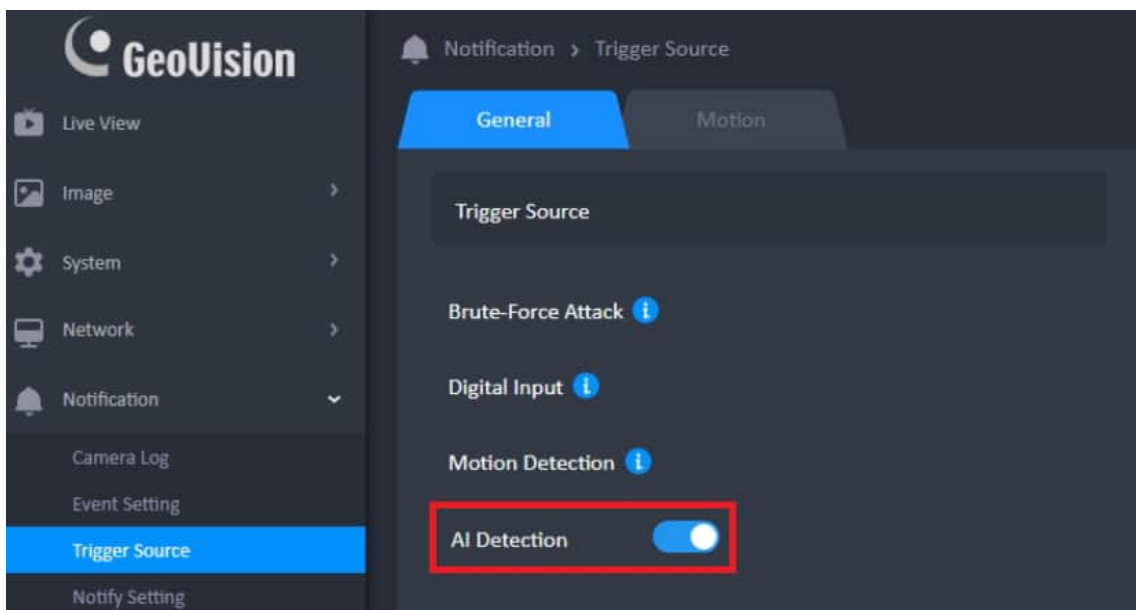 GeoVision
Live View
Image
System
Network
Notification
Camera Log
Event Setting
Trigger Source
Notify Setting
Notification > Trigger Source
General
Motion
Trigger Source
Brute-Force Attack
Digital Input
Motion Detection
AI Detection